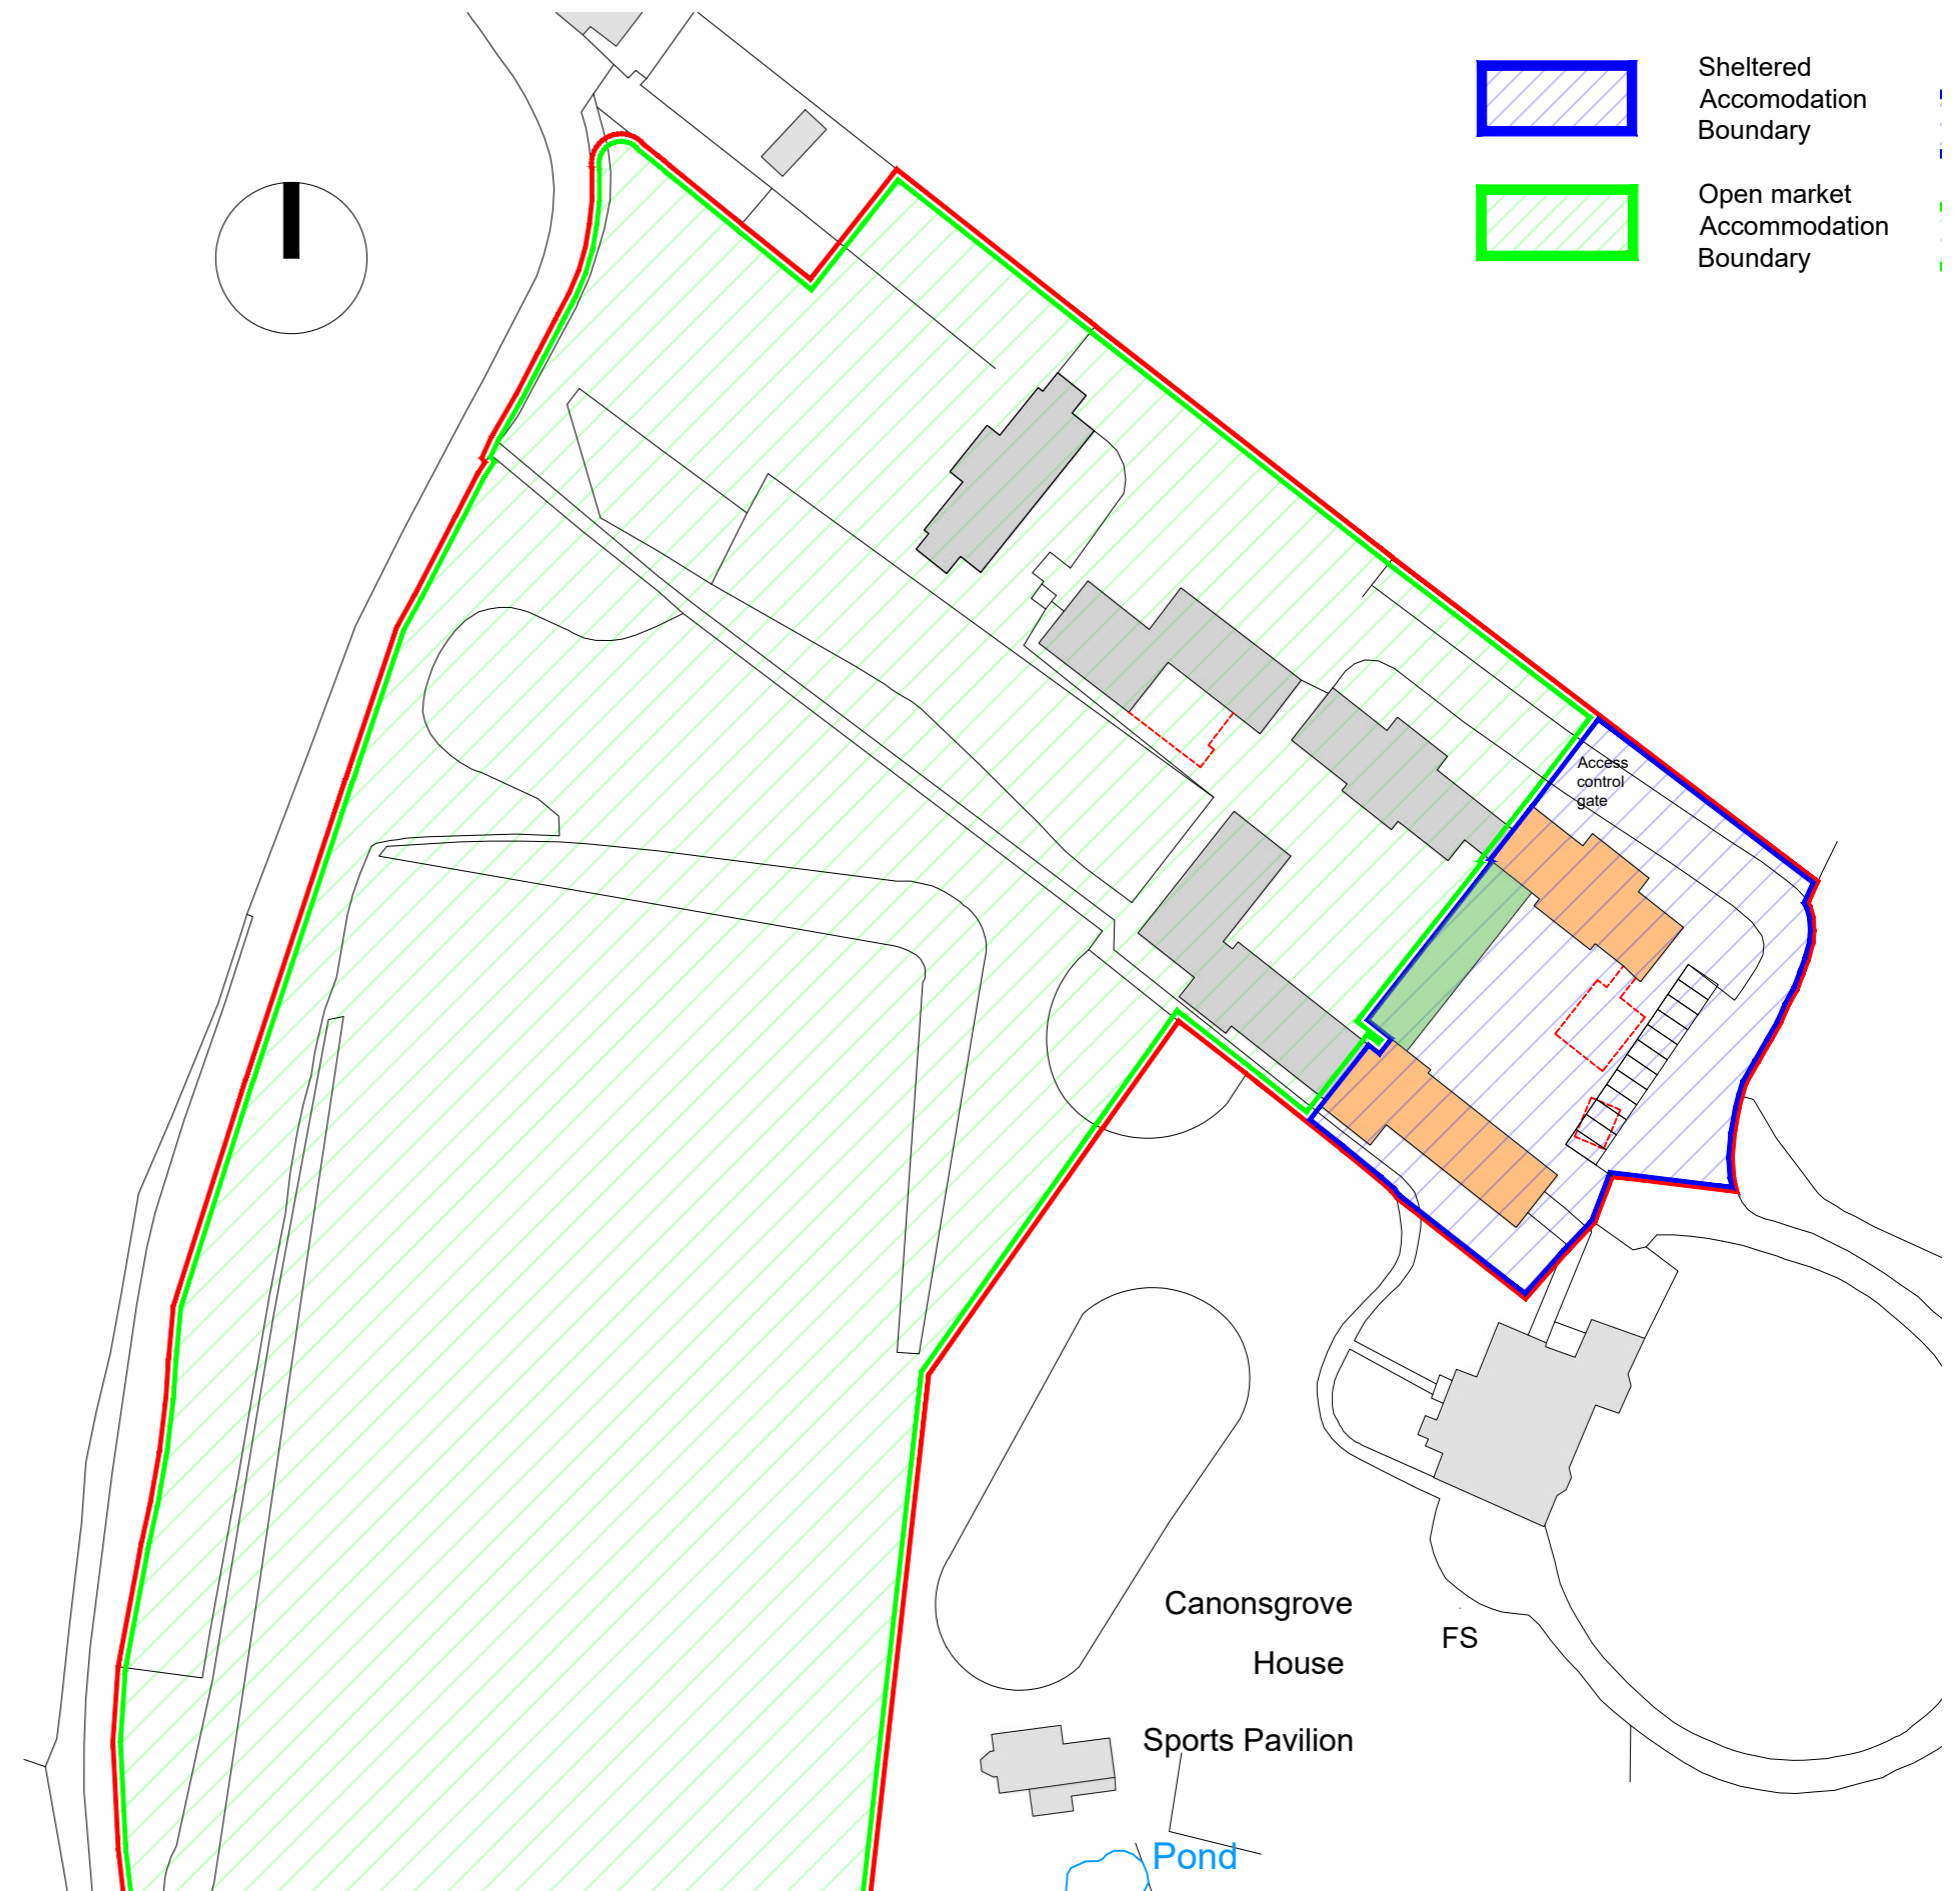 Sheltered
Accomodation
Boundary
Open market
Accommodation
Boundary
Access
control
gate
Canonsgrove
House
FS
Sports Pavilion
Pond